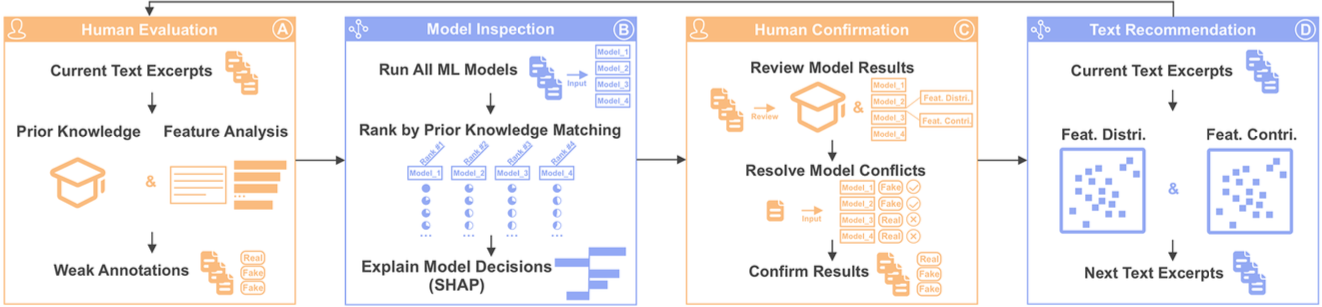 Human Evaluation
A
Current Text Excerpts
Prior Knowledge
Feature Analysis
&
...
Weak Annotations
Real
Fake
Fake
Model Inspection
B
Run All ML Models
Input
Model_1
Model_2
Model_3
Model_4
Rank by Prior Knowledge Matching
Rank #1
Rank #2
Rank #3
Rank #4
Model_1
Model_2
Model_3
Model_4
... ... ... ...
Explain Model Decisions
(SHAP)
Human Confirmation
C
Review Model Results
Review
&
Model_1
Model_2
Model_3
Model_4
Feat. Distri.
Feat. Contri.
Resolve Model Conflicts
Input
Model_1 Fake
Model_2 Fake
Model_3 Real
Model_4 Real
Confirm Results
Real
Fake
Fake
Text Recommendation
D
Current Text Excerpts
Feat. Distri.
Feat. Contri.
&
Next Text Excerpts